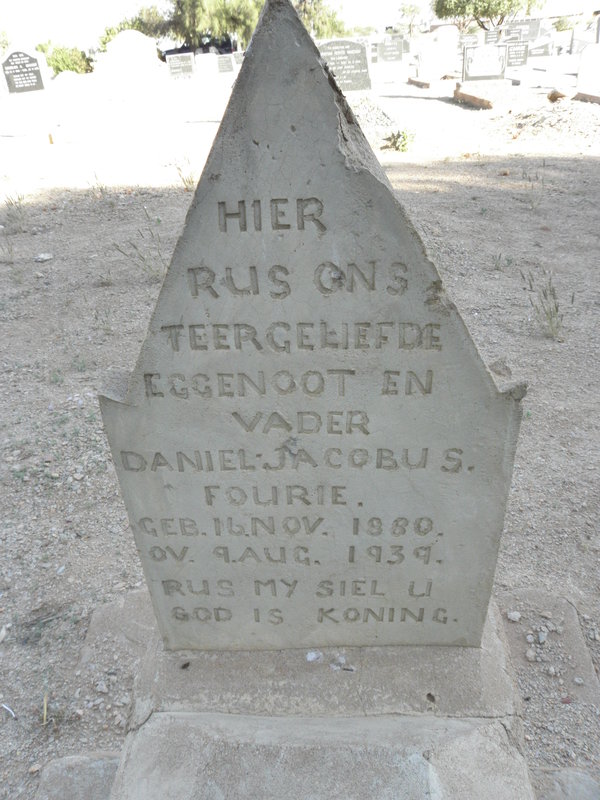 HIER
RUS ONS
TEERGELIEFDE
EGGENOOT EN
VADER
DANIEL JACOBUS.
FOURIE.
GEB. 16. NOV. 1880.
OV. 9. AUG. 1939.
RUS MY SIEL U
GOD IS KONING.